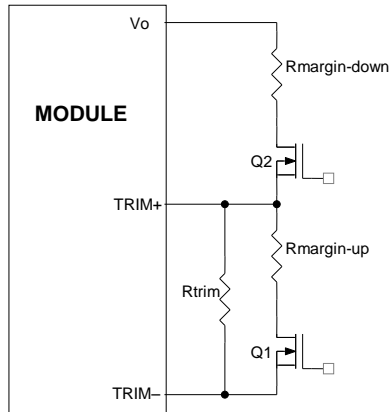 Vo
Rmargin-down
MODULE
Q2
TRIM+
Rmargin-up
Rtrim
Q1
TRIM–